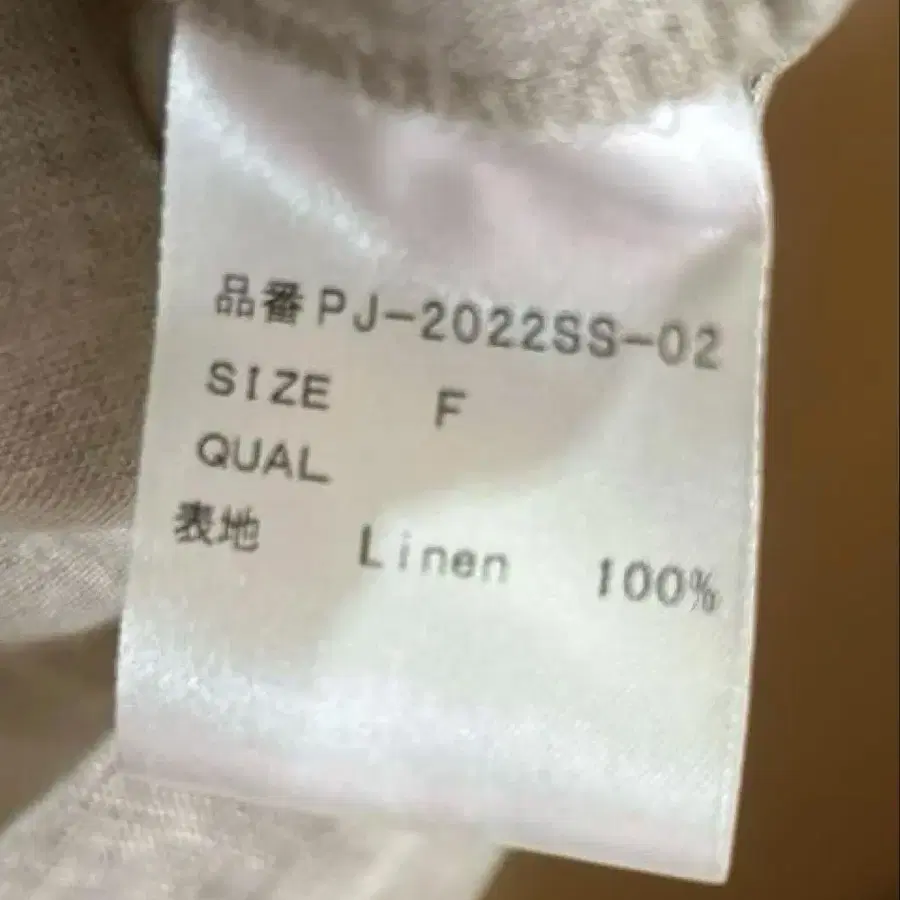 品番PJ-2022SS-02
SIZE F
QUAL
表地 Linen 100%